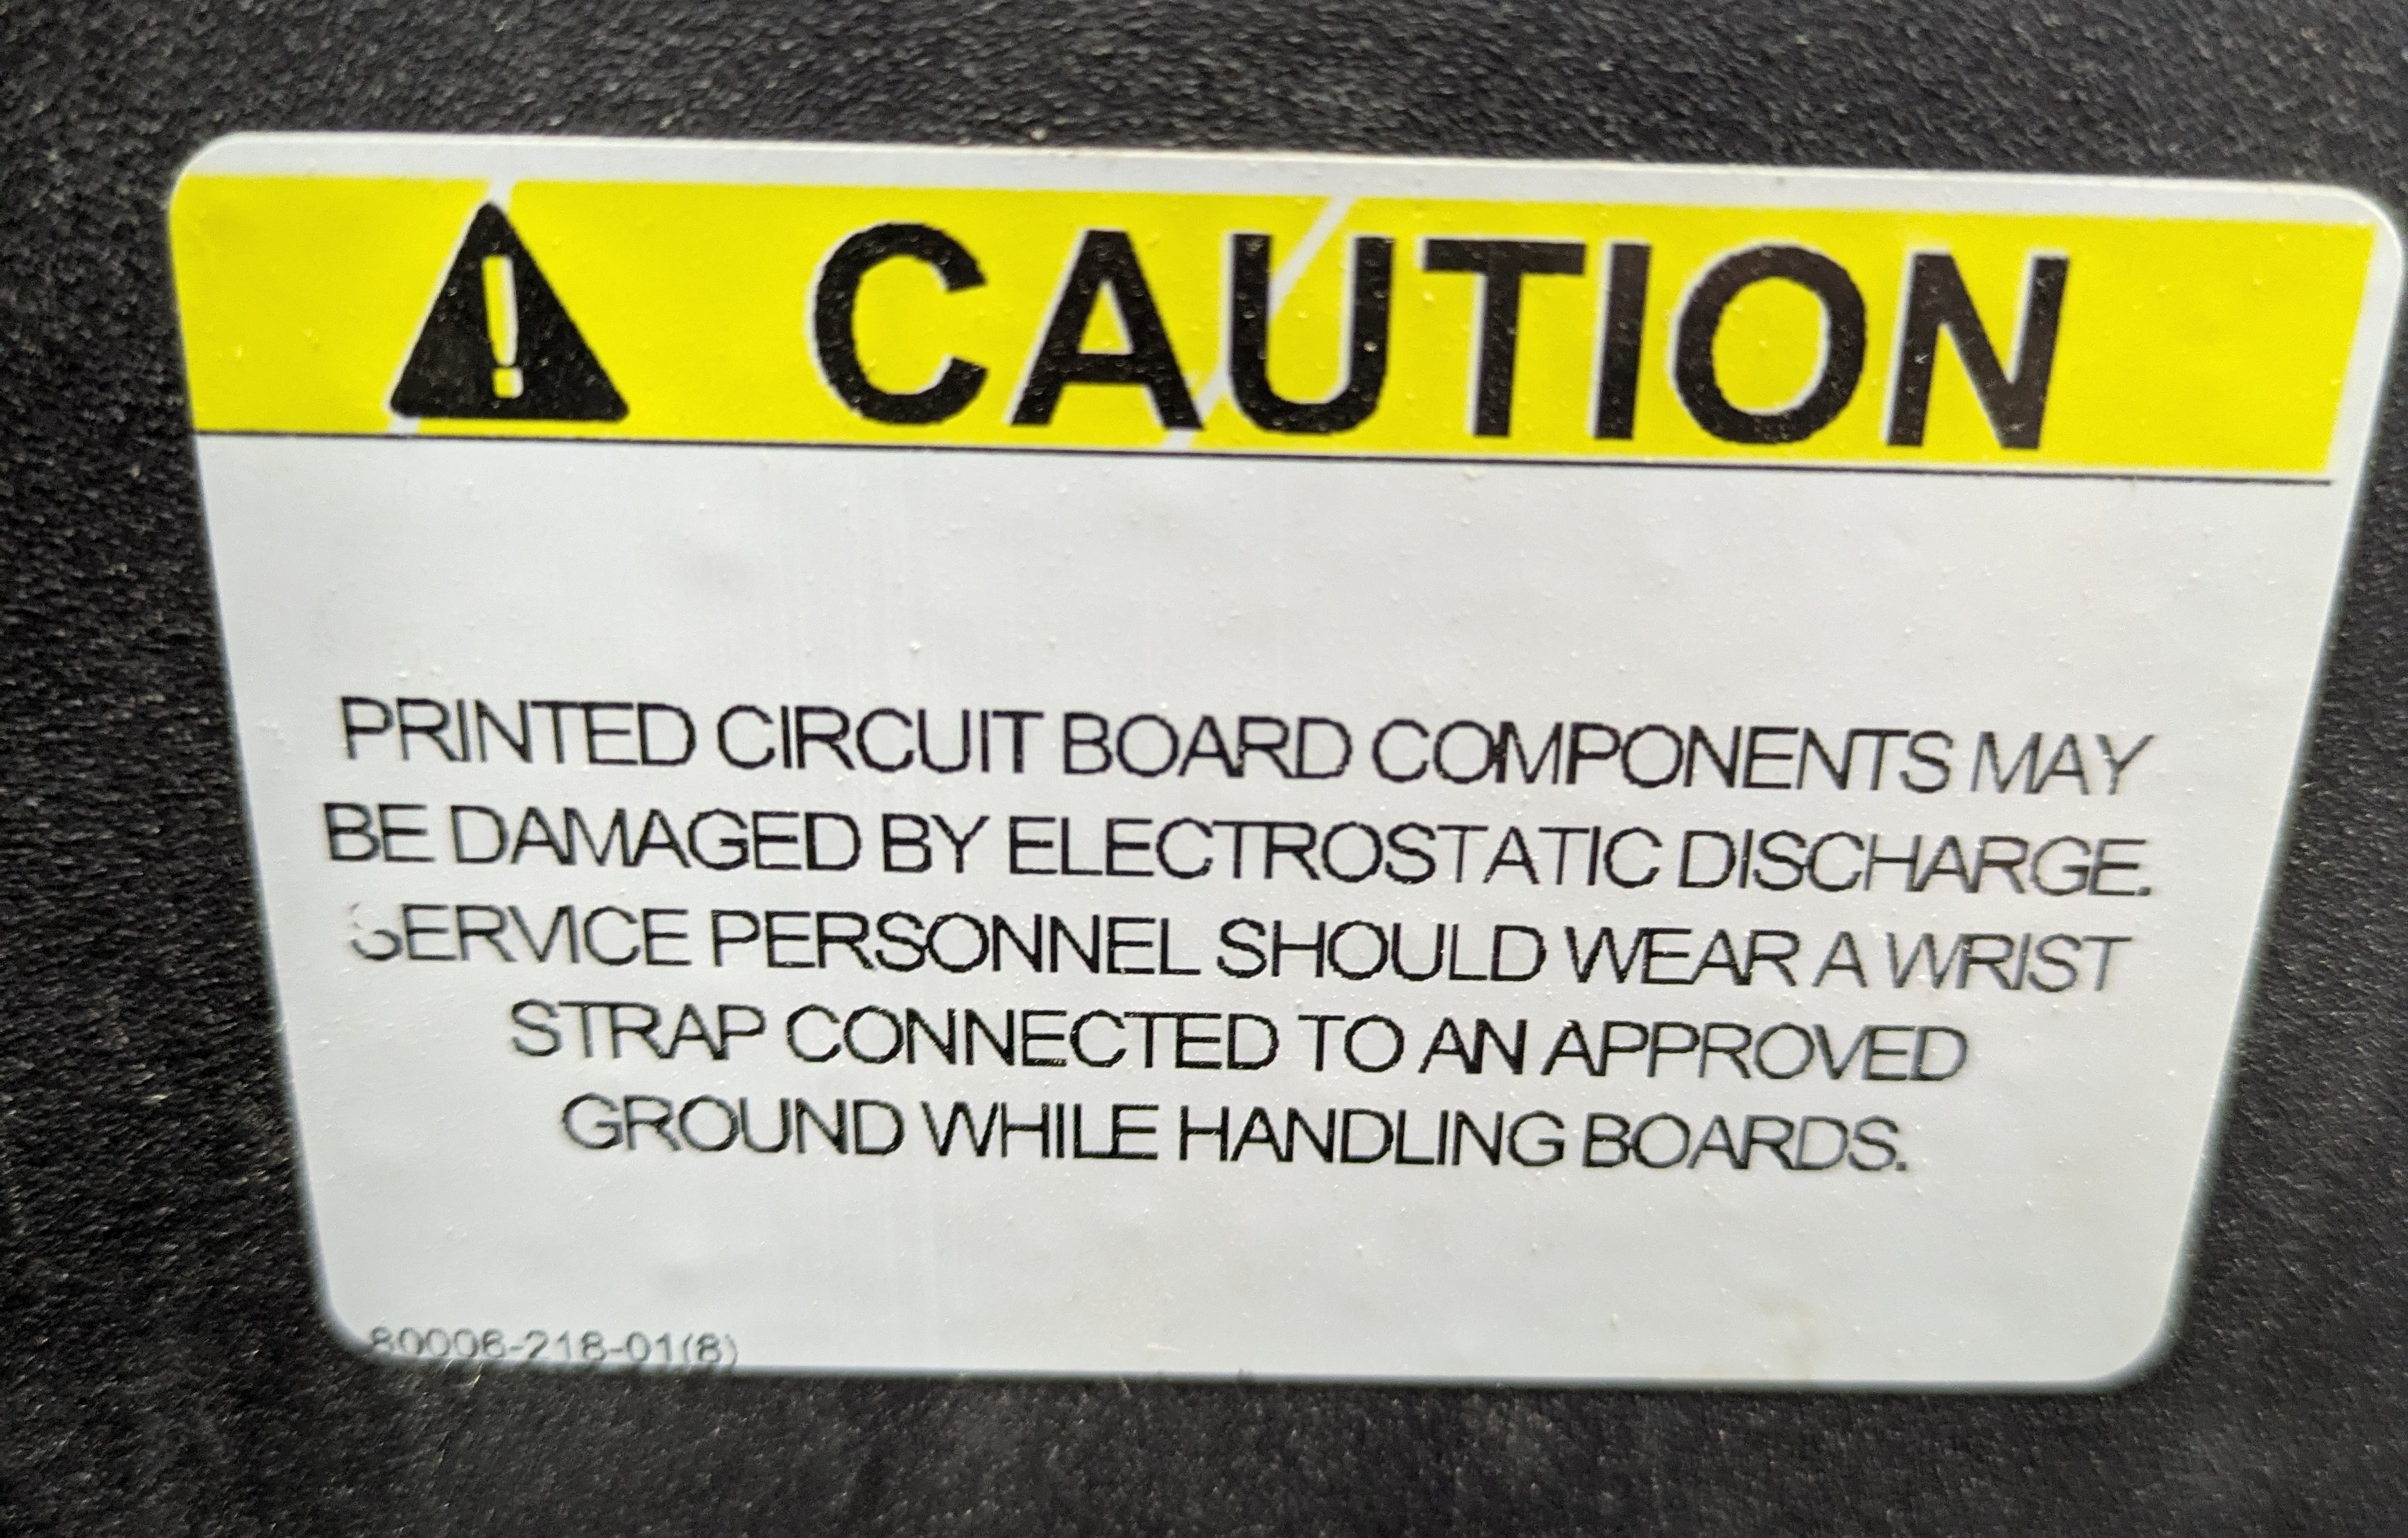 CAUTION
PRINTED CIRCUIT BOARD COMPONENTS MAY
BE DAMAGED BY ELECTROSTATIC DISCHARGE.
SERVICE PERSONNEL SHOULD WEAR A WRIST
STRAP CONNECTED TO AN APPROVED
GROUND WHILE HANDLING BOARDS.
80006-218-01(8)